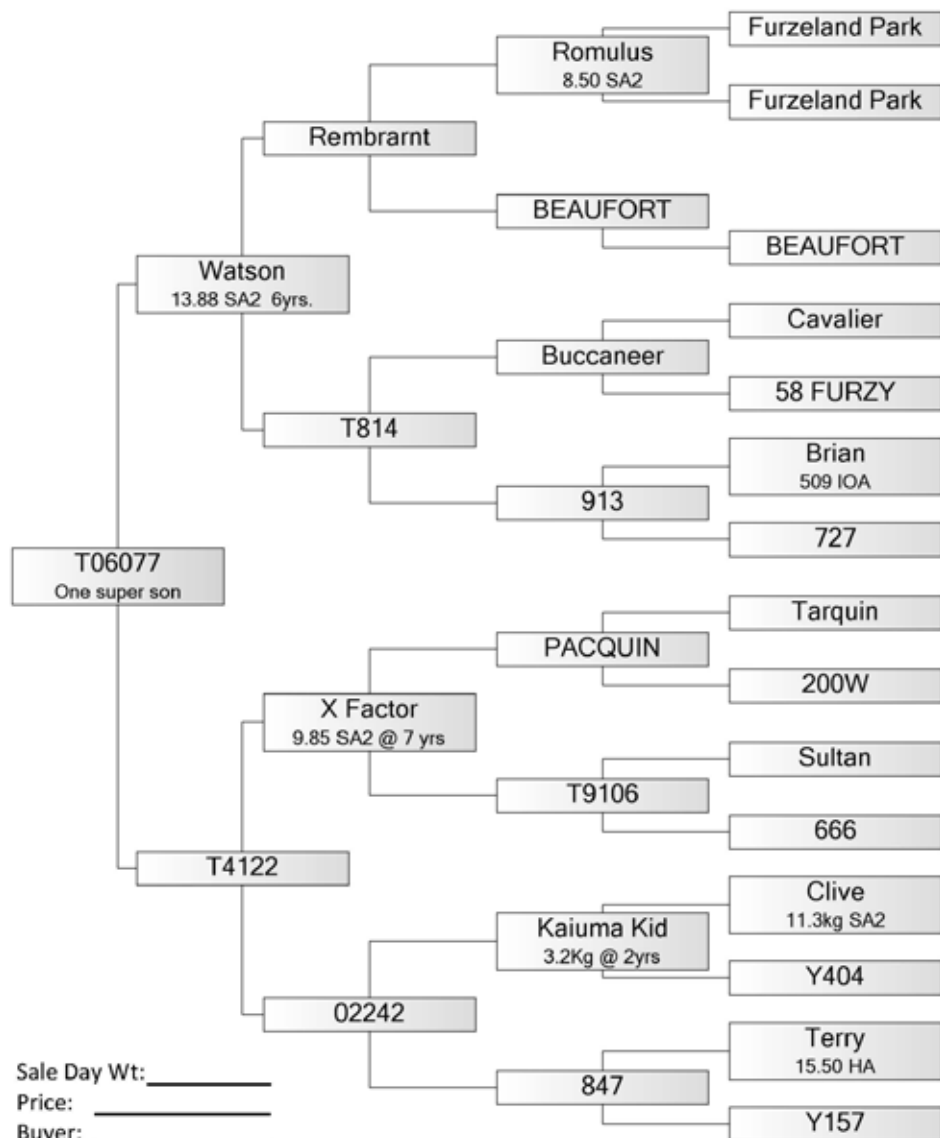 Furzeland Park
Romulus
8.50 SA2
Furzeland Park
Rembrarnt
BEAUFORT
BEAUFORT
Watson
13.88 SA2 6yrs.
Cavalier
Buccaneer
58 FURZY
T814
Brian
509 IOA
913
727
T06077
One super son
Tarquin
PACQUIN
200W
X Factor
9.85 SA2 @ 7 yrs
Sultan
T9106
666
T4122
Clive
11.3kg SA2
Kaiuma Kid
3.2Kg @ 2yrs
Y404
02242
Terry
15.50 HA
847
Y157
Sale Day Wt:
Price:
Buyer: